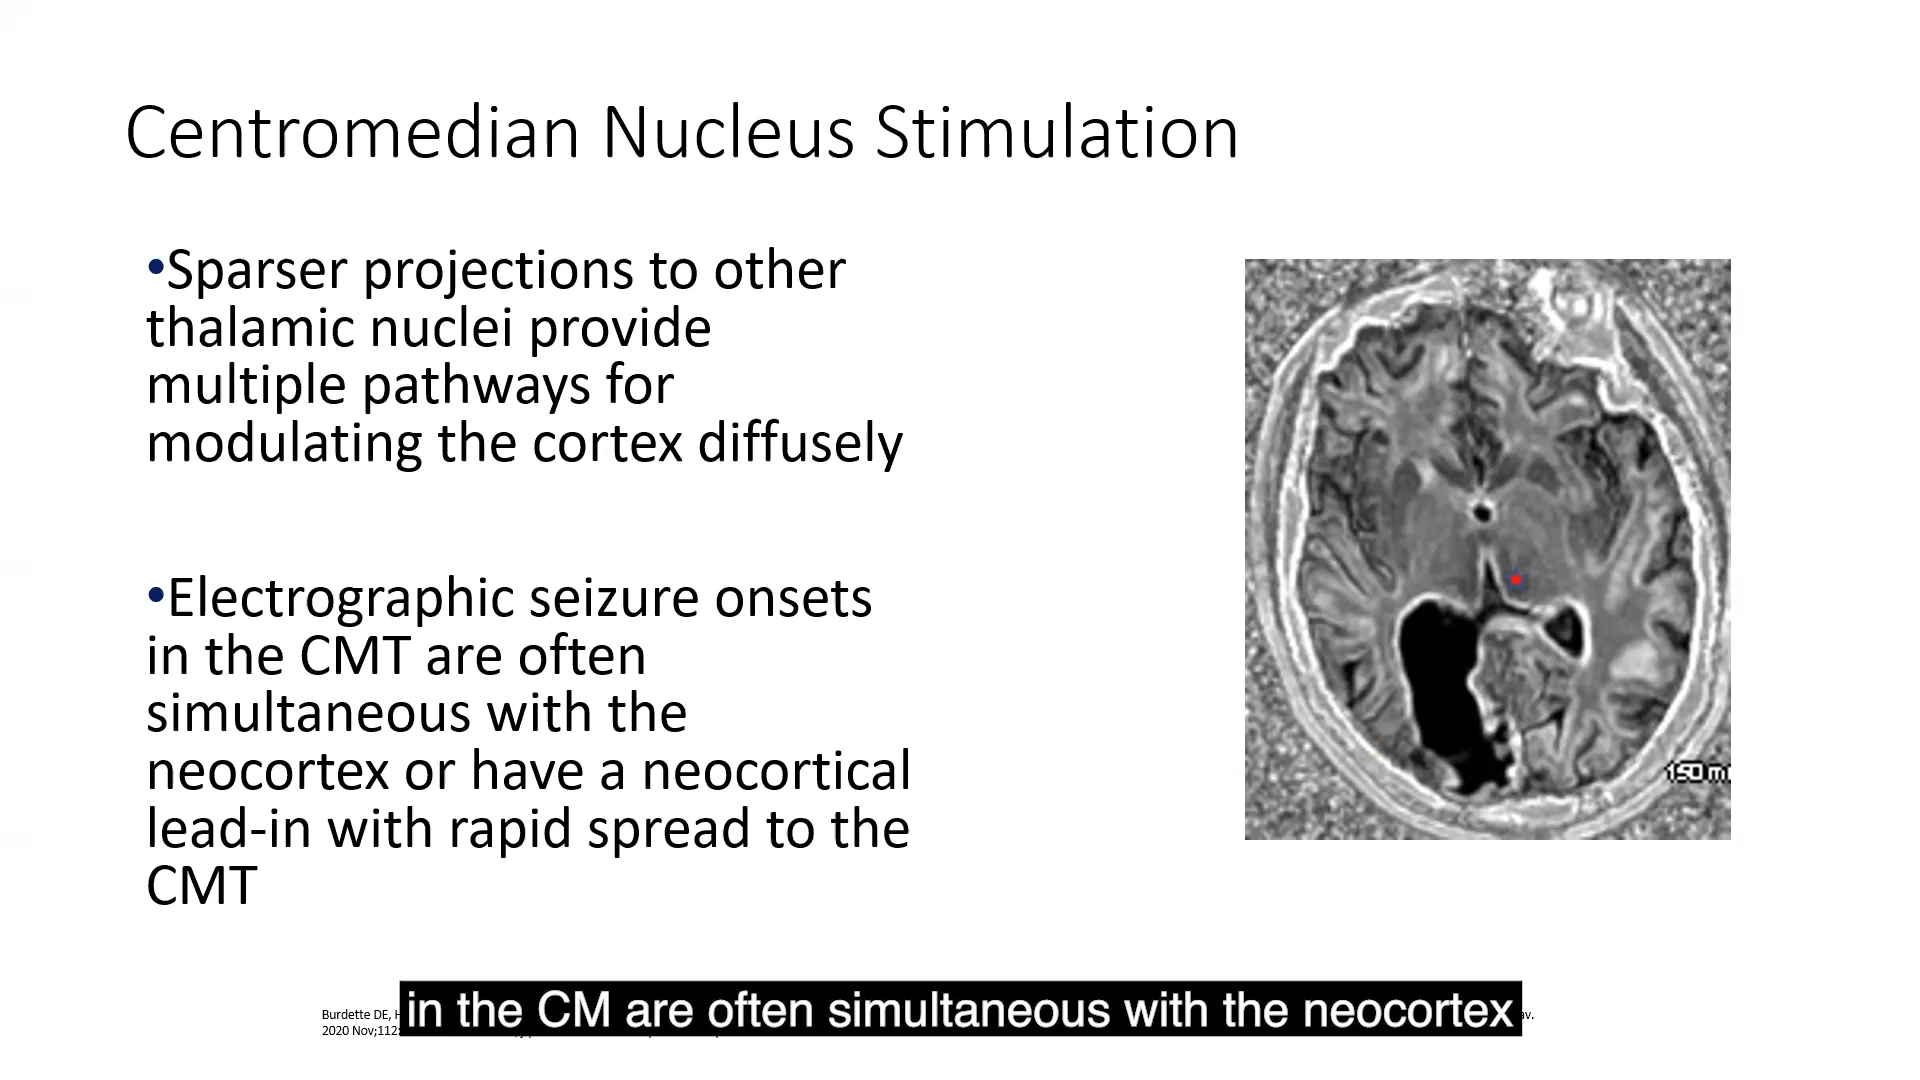 Centromedian Nucleus Stimulation
•Sparser projections to other
thalamic nuclei provide
multiple pathways for
modulating the cortex diffusely
•Electrographic seizure onsets
in the CMT are often
simultaneous with the
neocortex or have a neocortical
lead-in with rapid spread to the
CMT
150 m
Burdette DE,
2020 Nov;112:
in the CM are often simultaneous with the neocortex